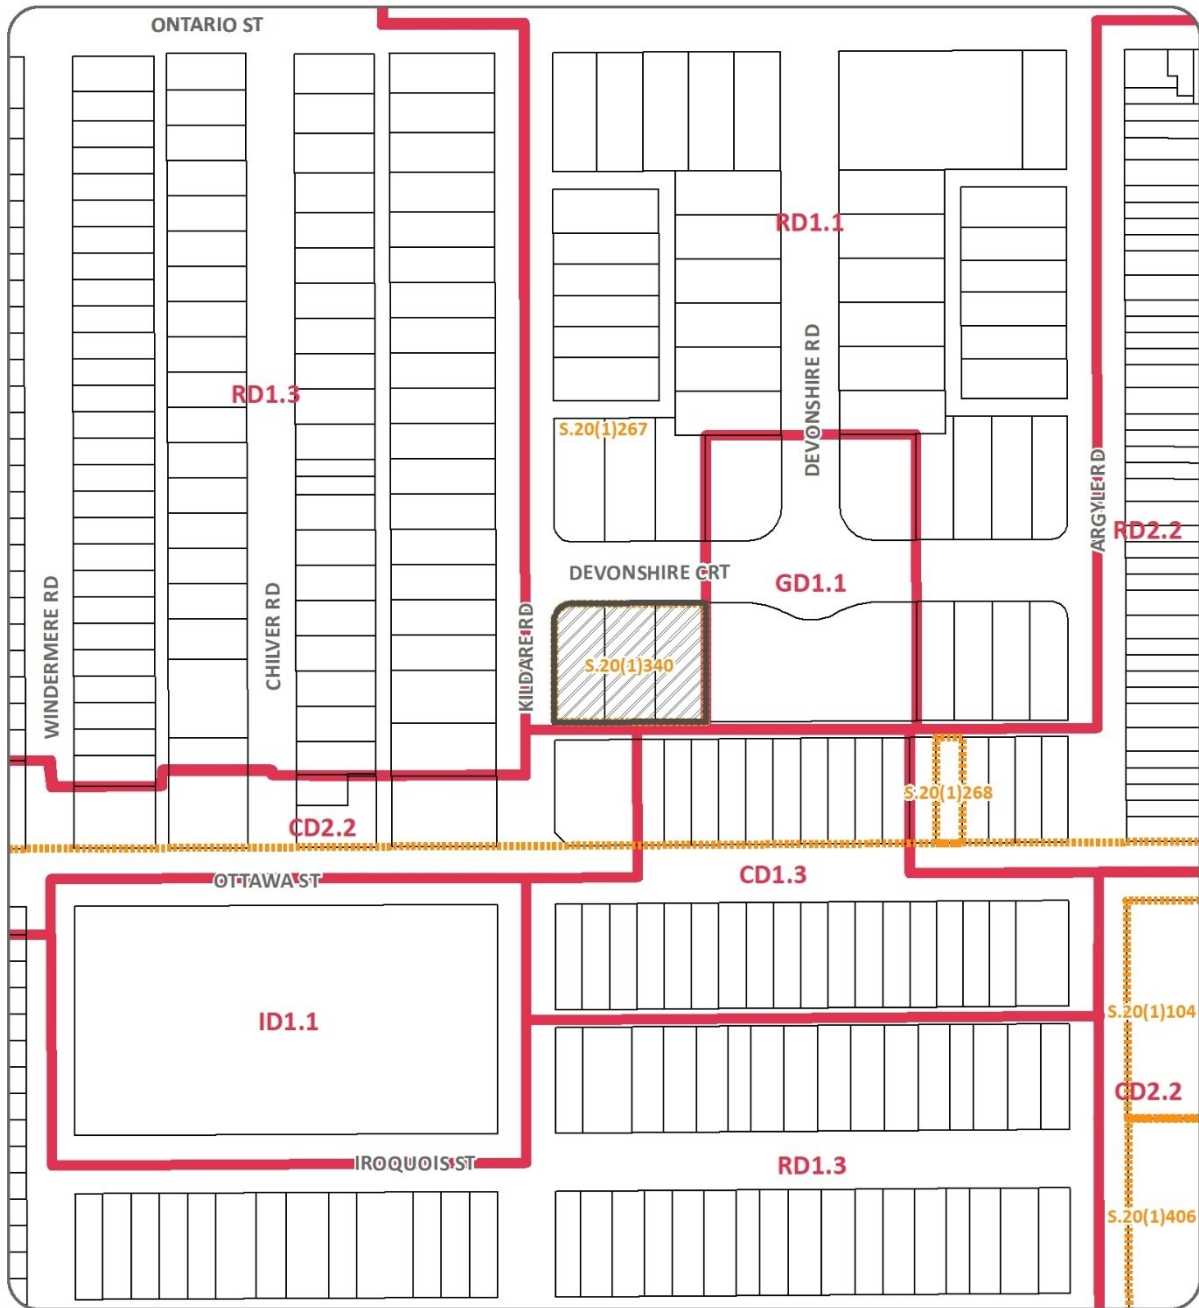 ONTARIO ST
RD1.1
DEVONSHIRE RD
RD1.3
S.20(1)267
ARGYLE RD
RD2.2
DEVONSHIRE CRT
GD1.1
WINDERMERE RD
CHILVER RD
KILDARE RD
S.20(1)340
S.20(1)268
CD2.2
OTTAWA ST
CD1.3
ID1.1
S.20(1)104
CD2.2
IROQUOIS ST
RD1.3
S.20(1)406